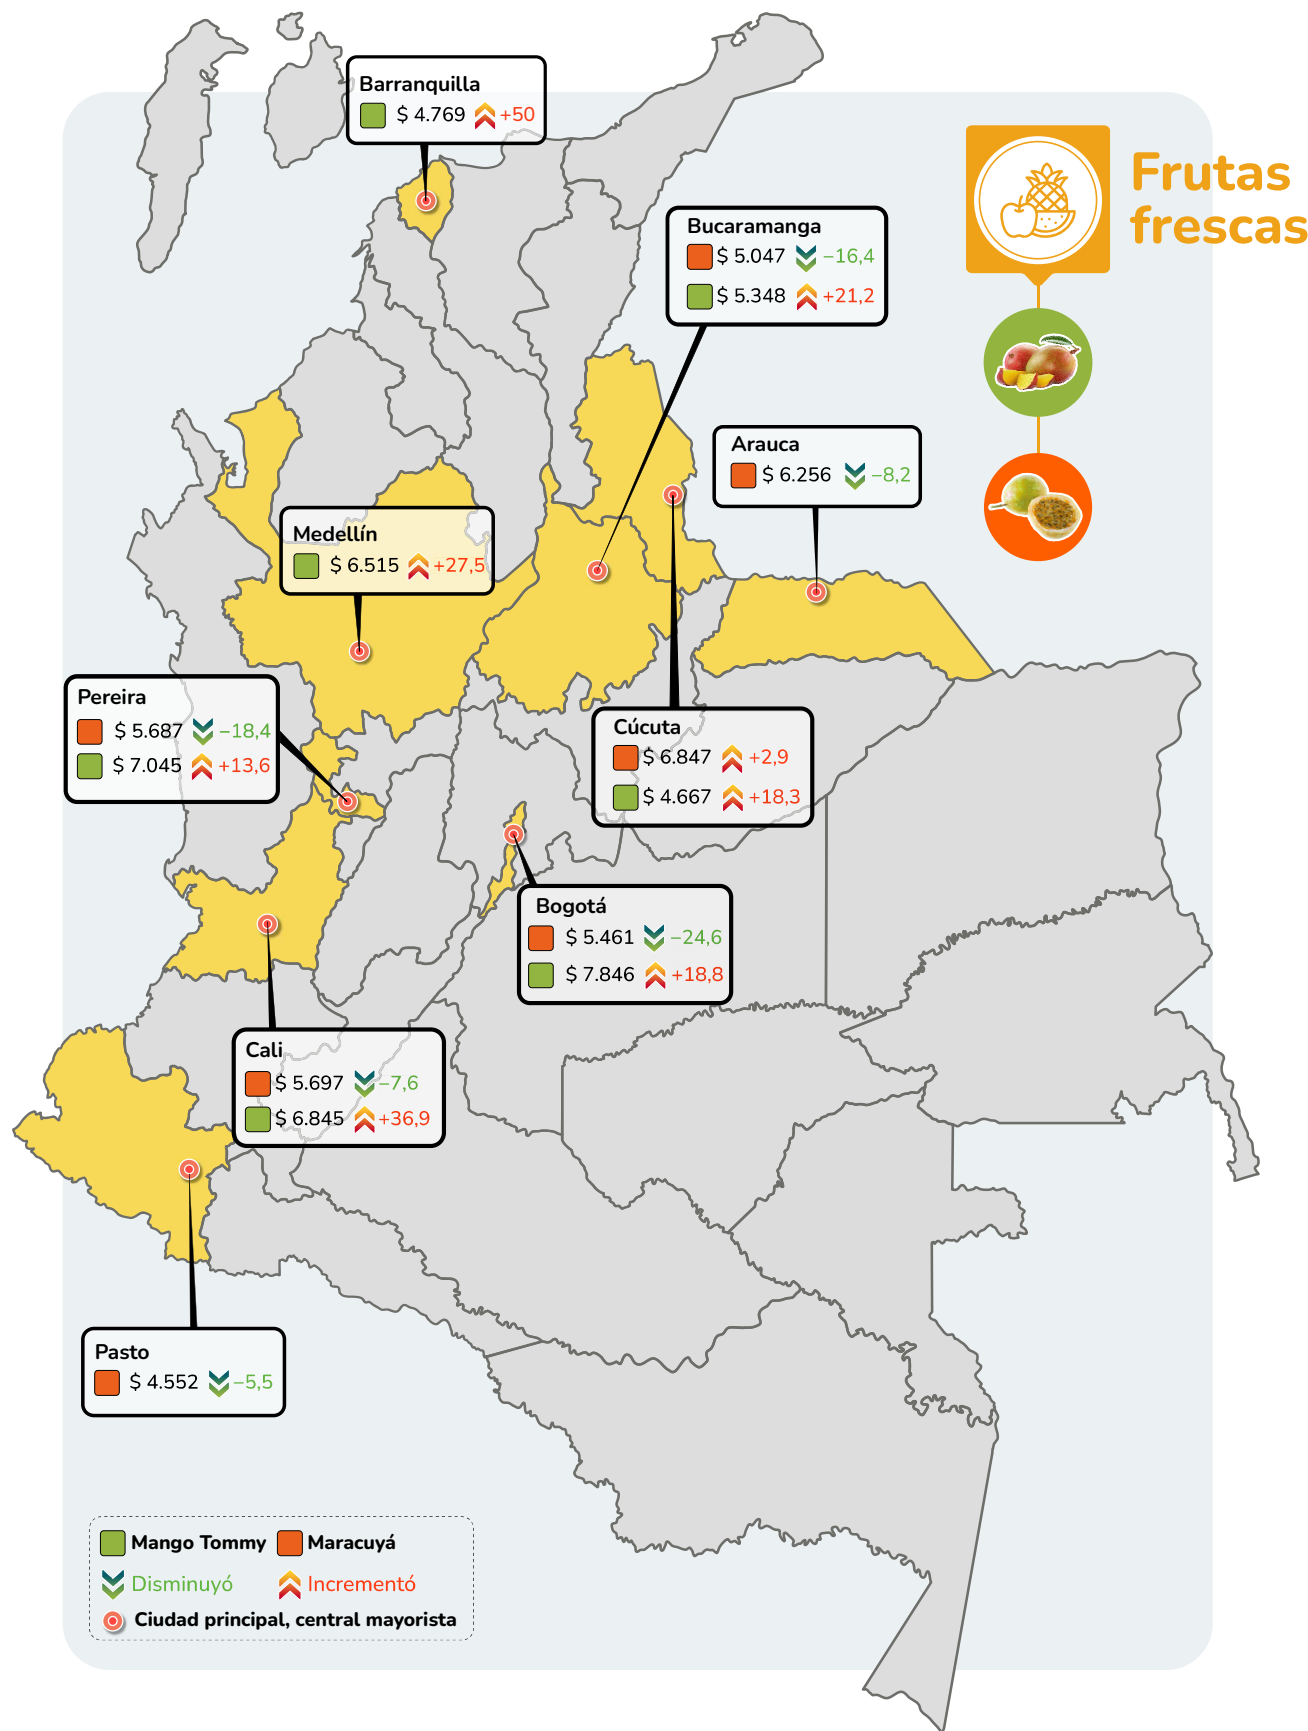 Frutas
frescas
Barranquilla
$ 4.769 +50
Bucaramanga
$ 5.047 −16,4
$ 5.348 +21,2
Arauca
$ 6.256 −8,2
Medellín
$ 6.515 +27,5
Pereira
$ 5.687 −18,4
$ 7.045 +13,6
Cúcuta
$ 6.847 +2,9
$ 4.667 +18,3
Bogotá
$ 5.461 −24,6
$ 7.846 +18,8
Cali
$ 5.697 −7,6
$ 6.845 +36,9
Pasto
$ 4.552 −5,5
Mango Tommy Maracuyá
Disminuyó Incrementó
Ciudad principal, central mayorista